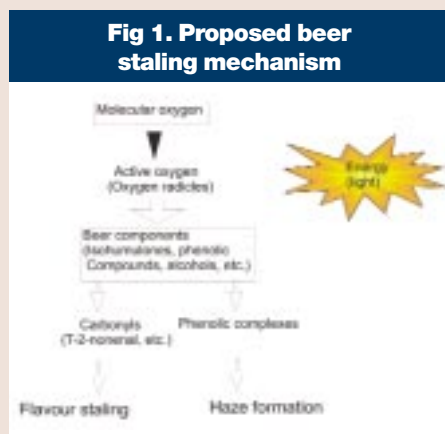 Fig 1. Proposed beer
staling mechanism
Molecular oxygen
Active oxygen
(Oxygen radicles)
Energy
(light)
Beer components
(Isohumulones, phenolic
Compounds, alcohols, etc.)
Carbonyls
(T-2-nonenal, etc.)
Phenolic complexes
Flavour staling
Haze formation